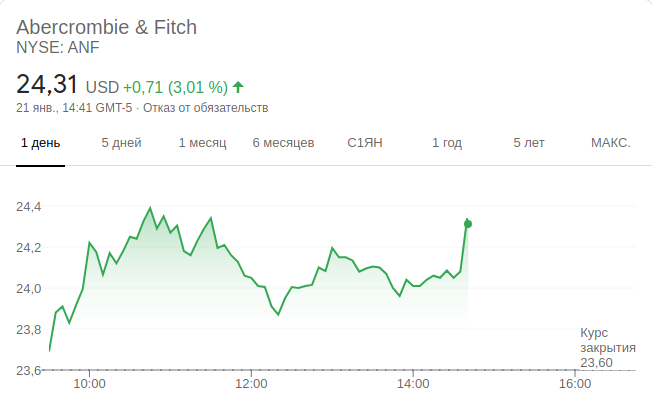 Abercrombie & Fitch
NYSE: ANF
24,31 USD +0,71 (3,01 %)
21 янв., 14:41 GMT-5 · Отказ от обязательств
1 день 5 дней 1 месяц 6 месяцев С1ЯН 1 год 5 лет МАКС.
24,4
24,2
24,0
23,8
23,6
Курс
закрытия
23,60
10:00 12:00 14:00 16:00